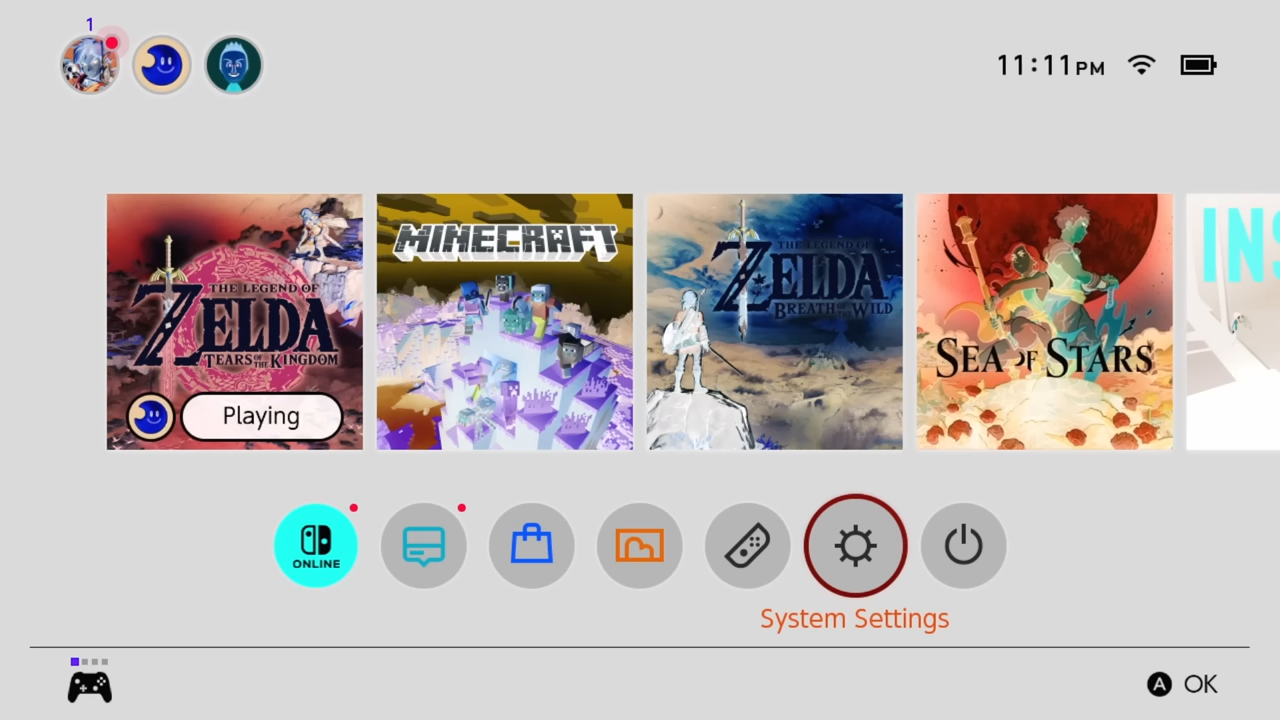 1
11:11PM
THE LEGEND OF
ZELDA
TEARS OF THE KINGDOM
Playing
MINECRAFT
THE LEGEND OF
ZELDA
BREATH OF THE WILD
SEA OF STARS
INS
ONLINE
System Settings
A OK